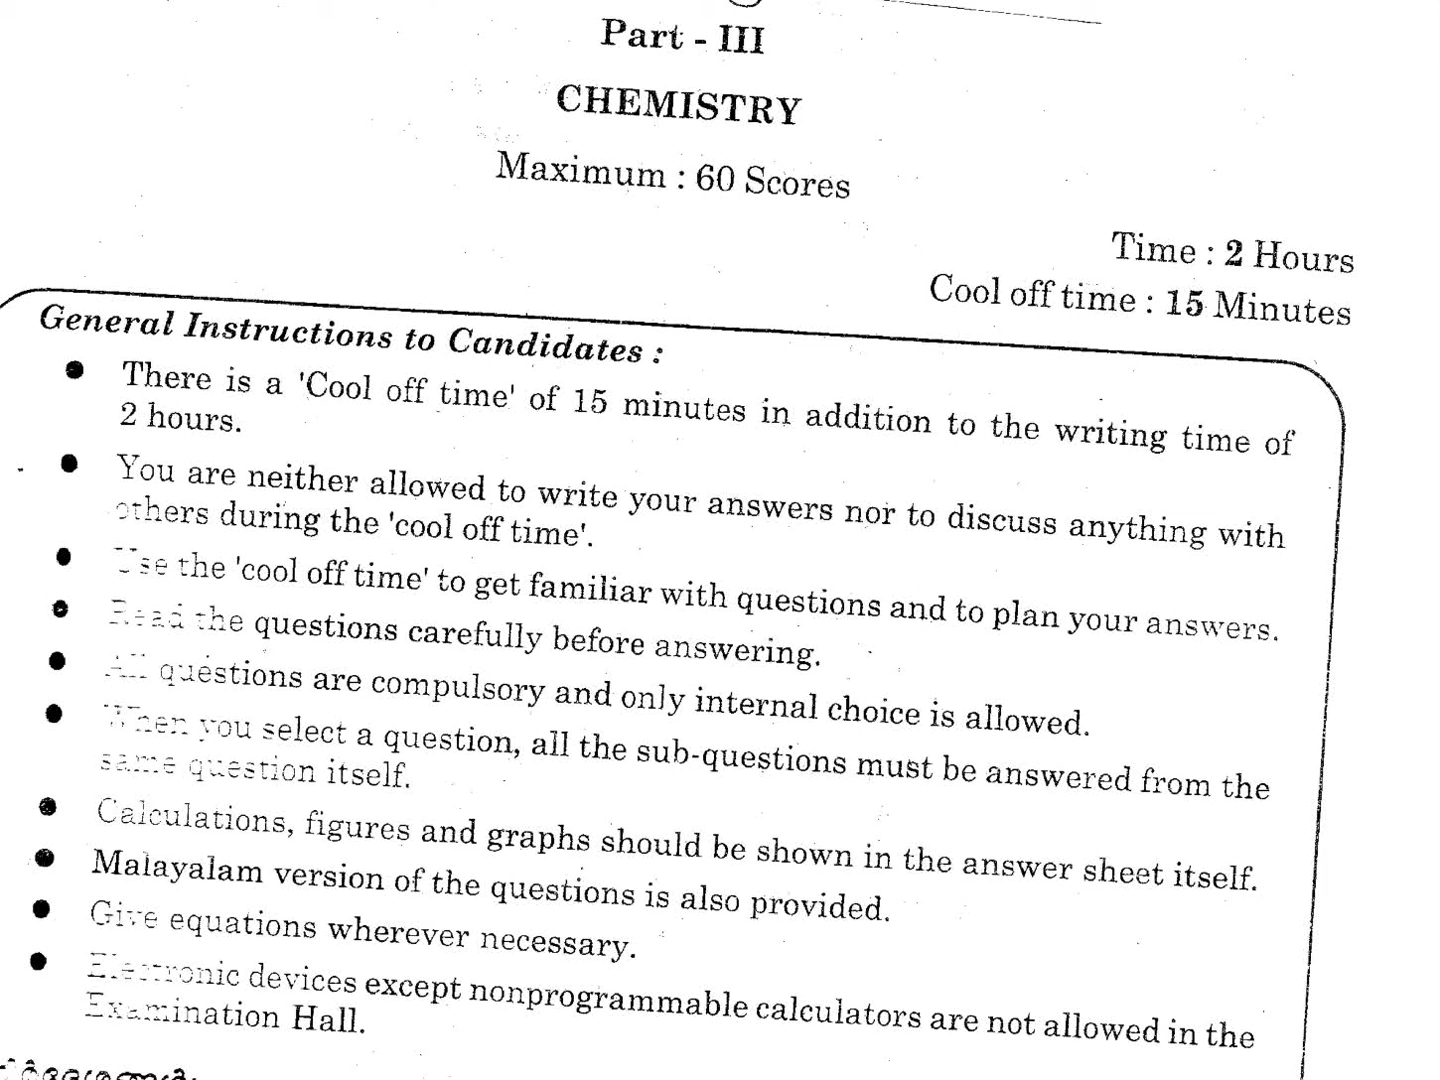 Part - III
CHEMISTRY
Maximum : 60 Scores
Time : 2 Hours
Cool off time : 15 Minutes
General Instructions to Candidates :
● There is a 'Cool off time' of 15 minutes in addition to the writing time of
2 hours.
● You are neither allowed to write your answers nor to discuss anything with
others during the 'cool off time'.
● Use the 'cool off time' to get familiar with questions and to plan your answers.
● Read the questions carefully before answering.
● All questions are compulsory and only internal choice is allowed.
● When you select a question, all the sub-questions must be answered from the
same question itself.
● Calculations, figures and graphs should be shown in the answer sheet itself.
● Malayalam version of the questions is also provided.
● Give equations wherever necessary.
● Electronic devices except nonprogrammable calculators are not allowed in the
Examination Hall.